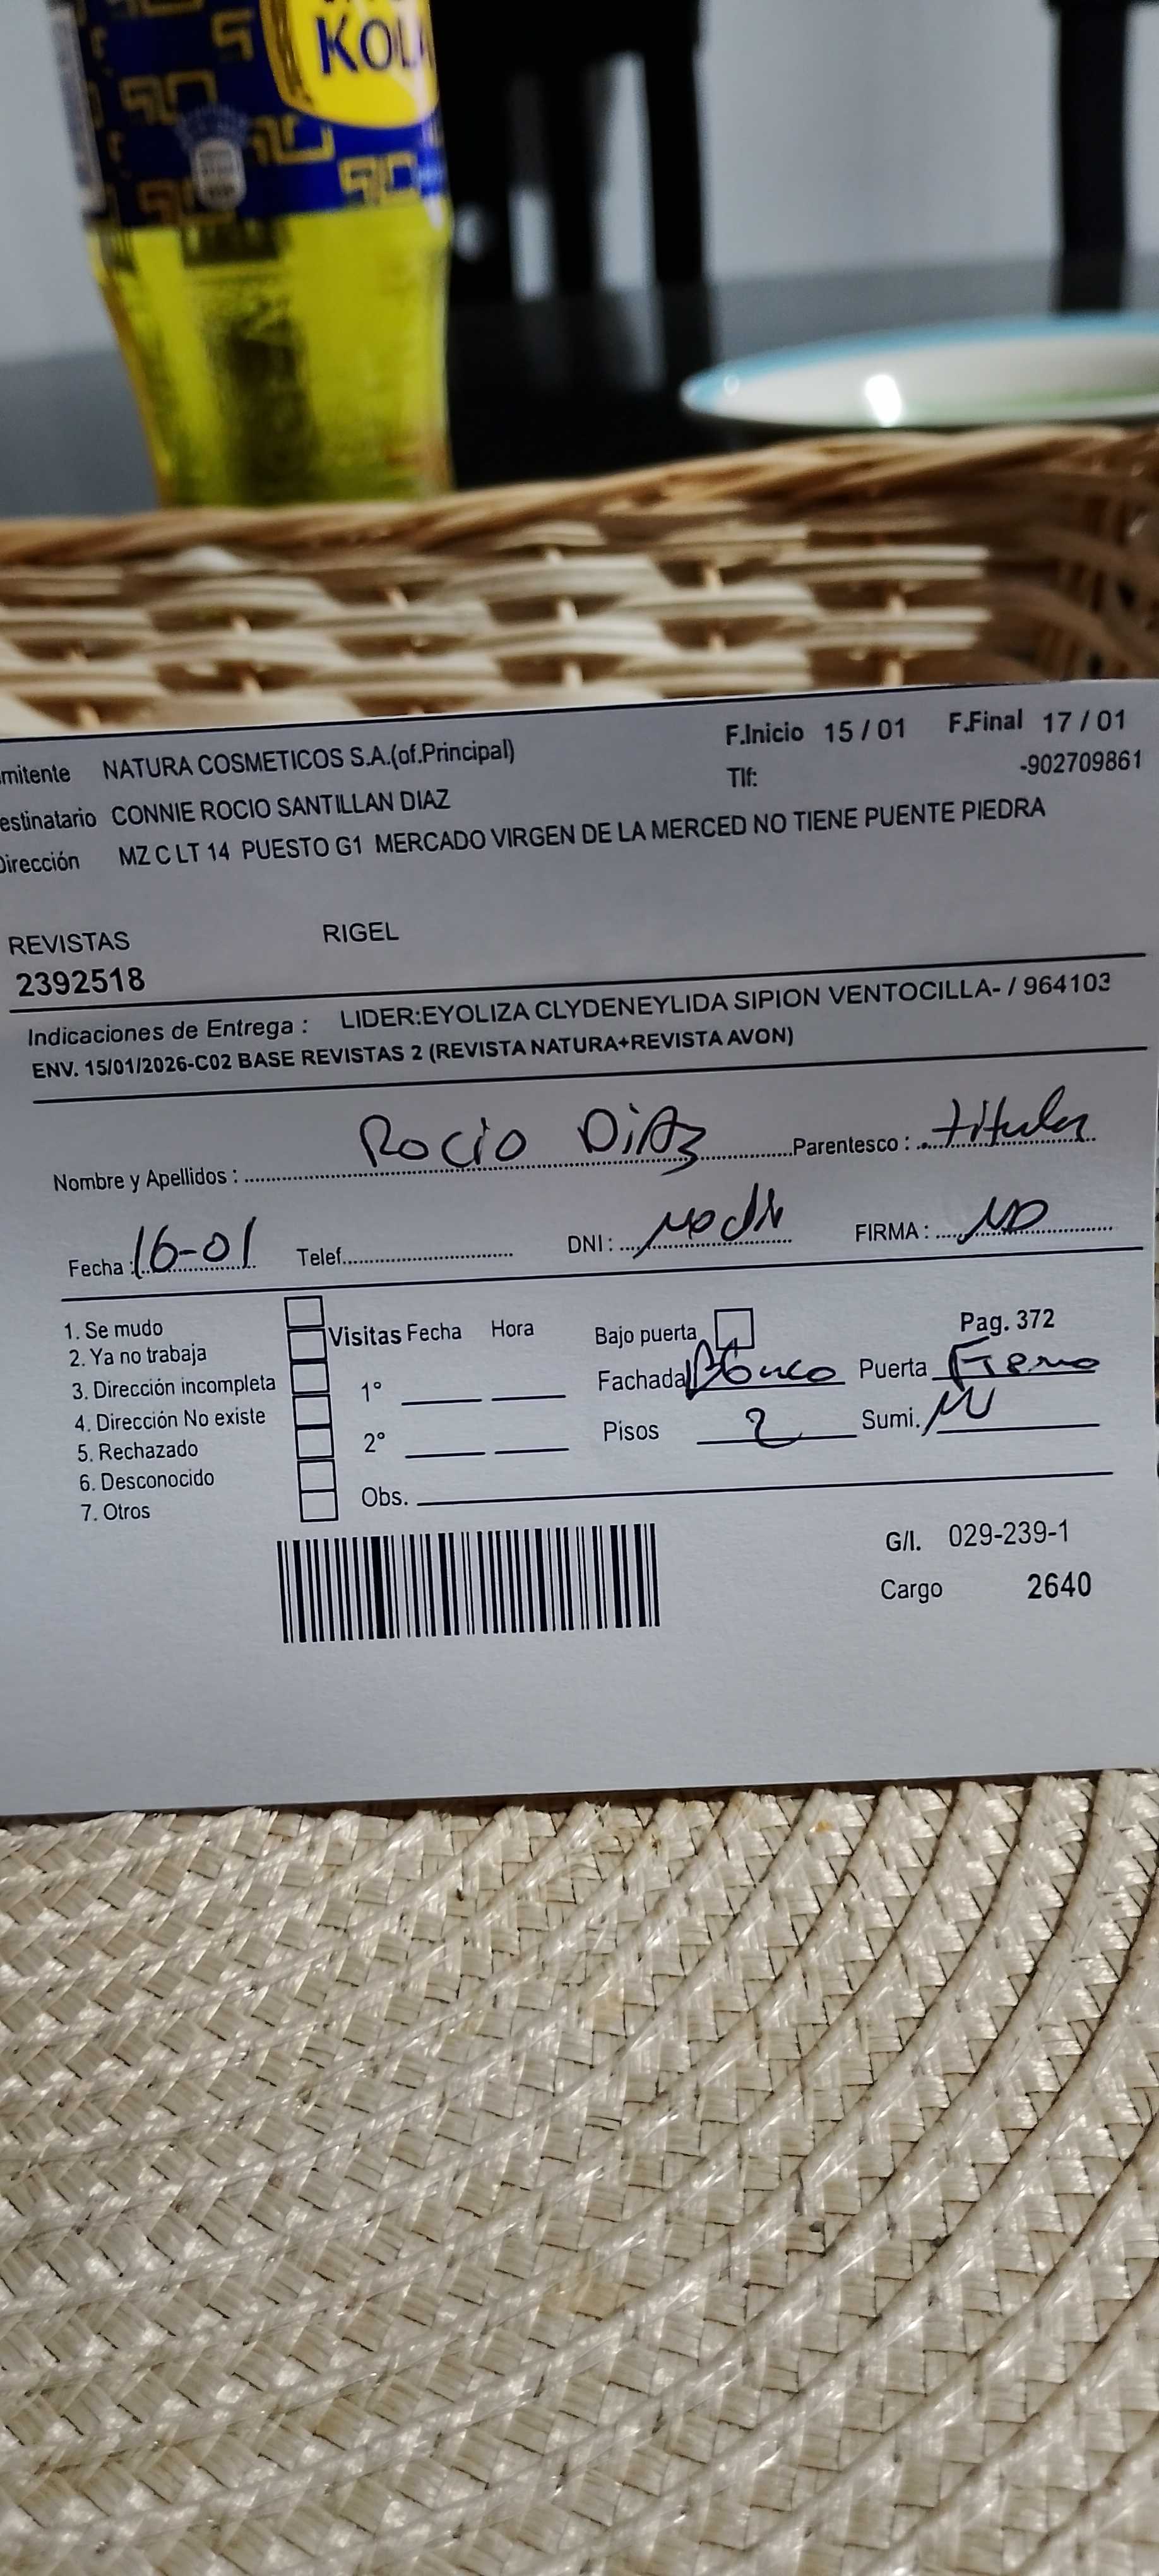 KOLA
F.Inicio 15 / 01 F.Final 17 / 01
mitente NATURA COSMETICOS S.A.(of.Principal)
Tlf: -902709861
estinatario CONNIE ROCIO SANTILLAN DIAZ
Dirección MZ C LT 14 PUESTO G1 MERCADO VIRGEN DE LA MERCED NO TIENE PUENTE PIEDRA
REVISTAS RIGEL
2392518
Indicaciones de Entrega : LIDER:EYOLIZA CLYDENEYLIDA SIPION VENTOCILLA- / 964103
ENV. 15/01/2026-C02 BASE REVISTAS 2 (REVISTA NATURA+REVISTA AVON)
Nombre y Apellidos : Rocio DiAz Parentesco : titular
Fecha : 16-01 Telef. DNI : FIRMA :
1. Se mudo
2. Ya no trabaja
3. Dirección incompleta
4. Dirección No existe
5. Rechazado
6. Desconocido
7. Otros
Visitas Fecha Hora
1°
2°
Obs.
Bajo puerta Pag. 372
Fachada Blanco Puerta Fierro
Pisos 2 Sumi.
G/I. 029-239-1
Cargo 2640